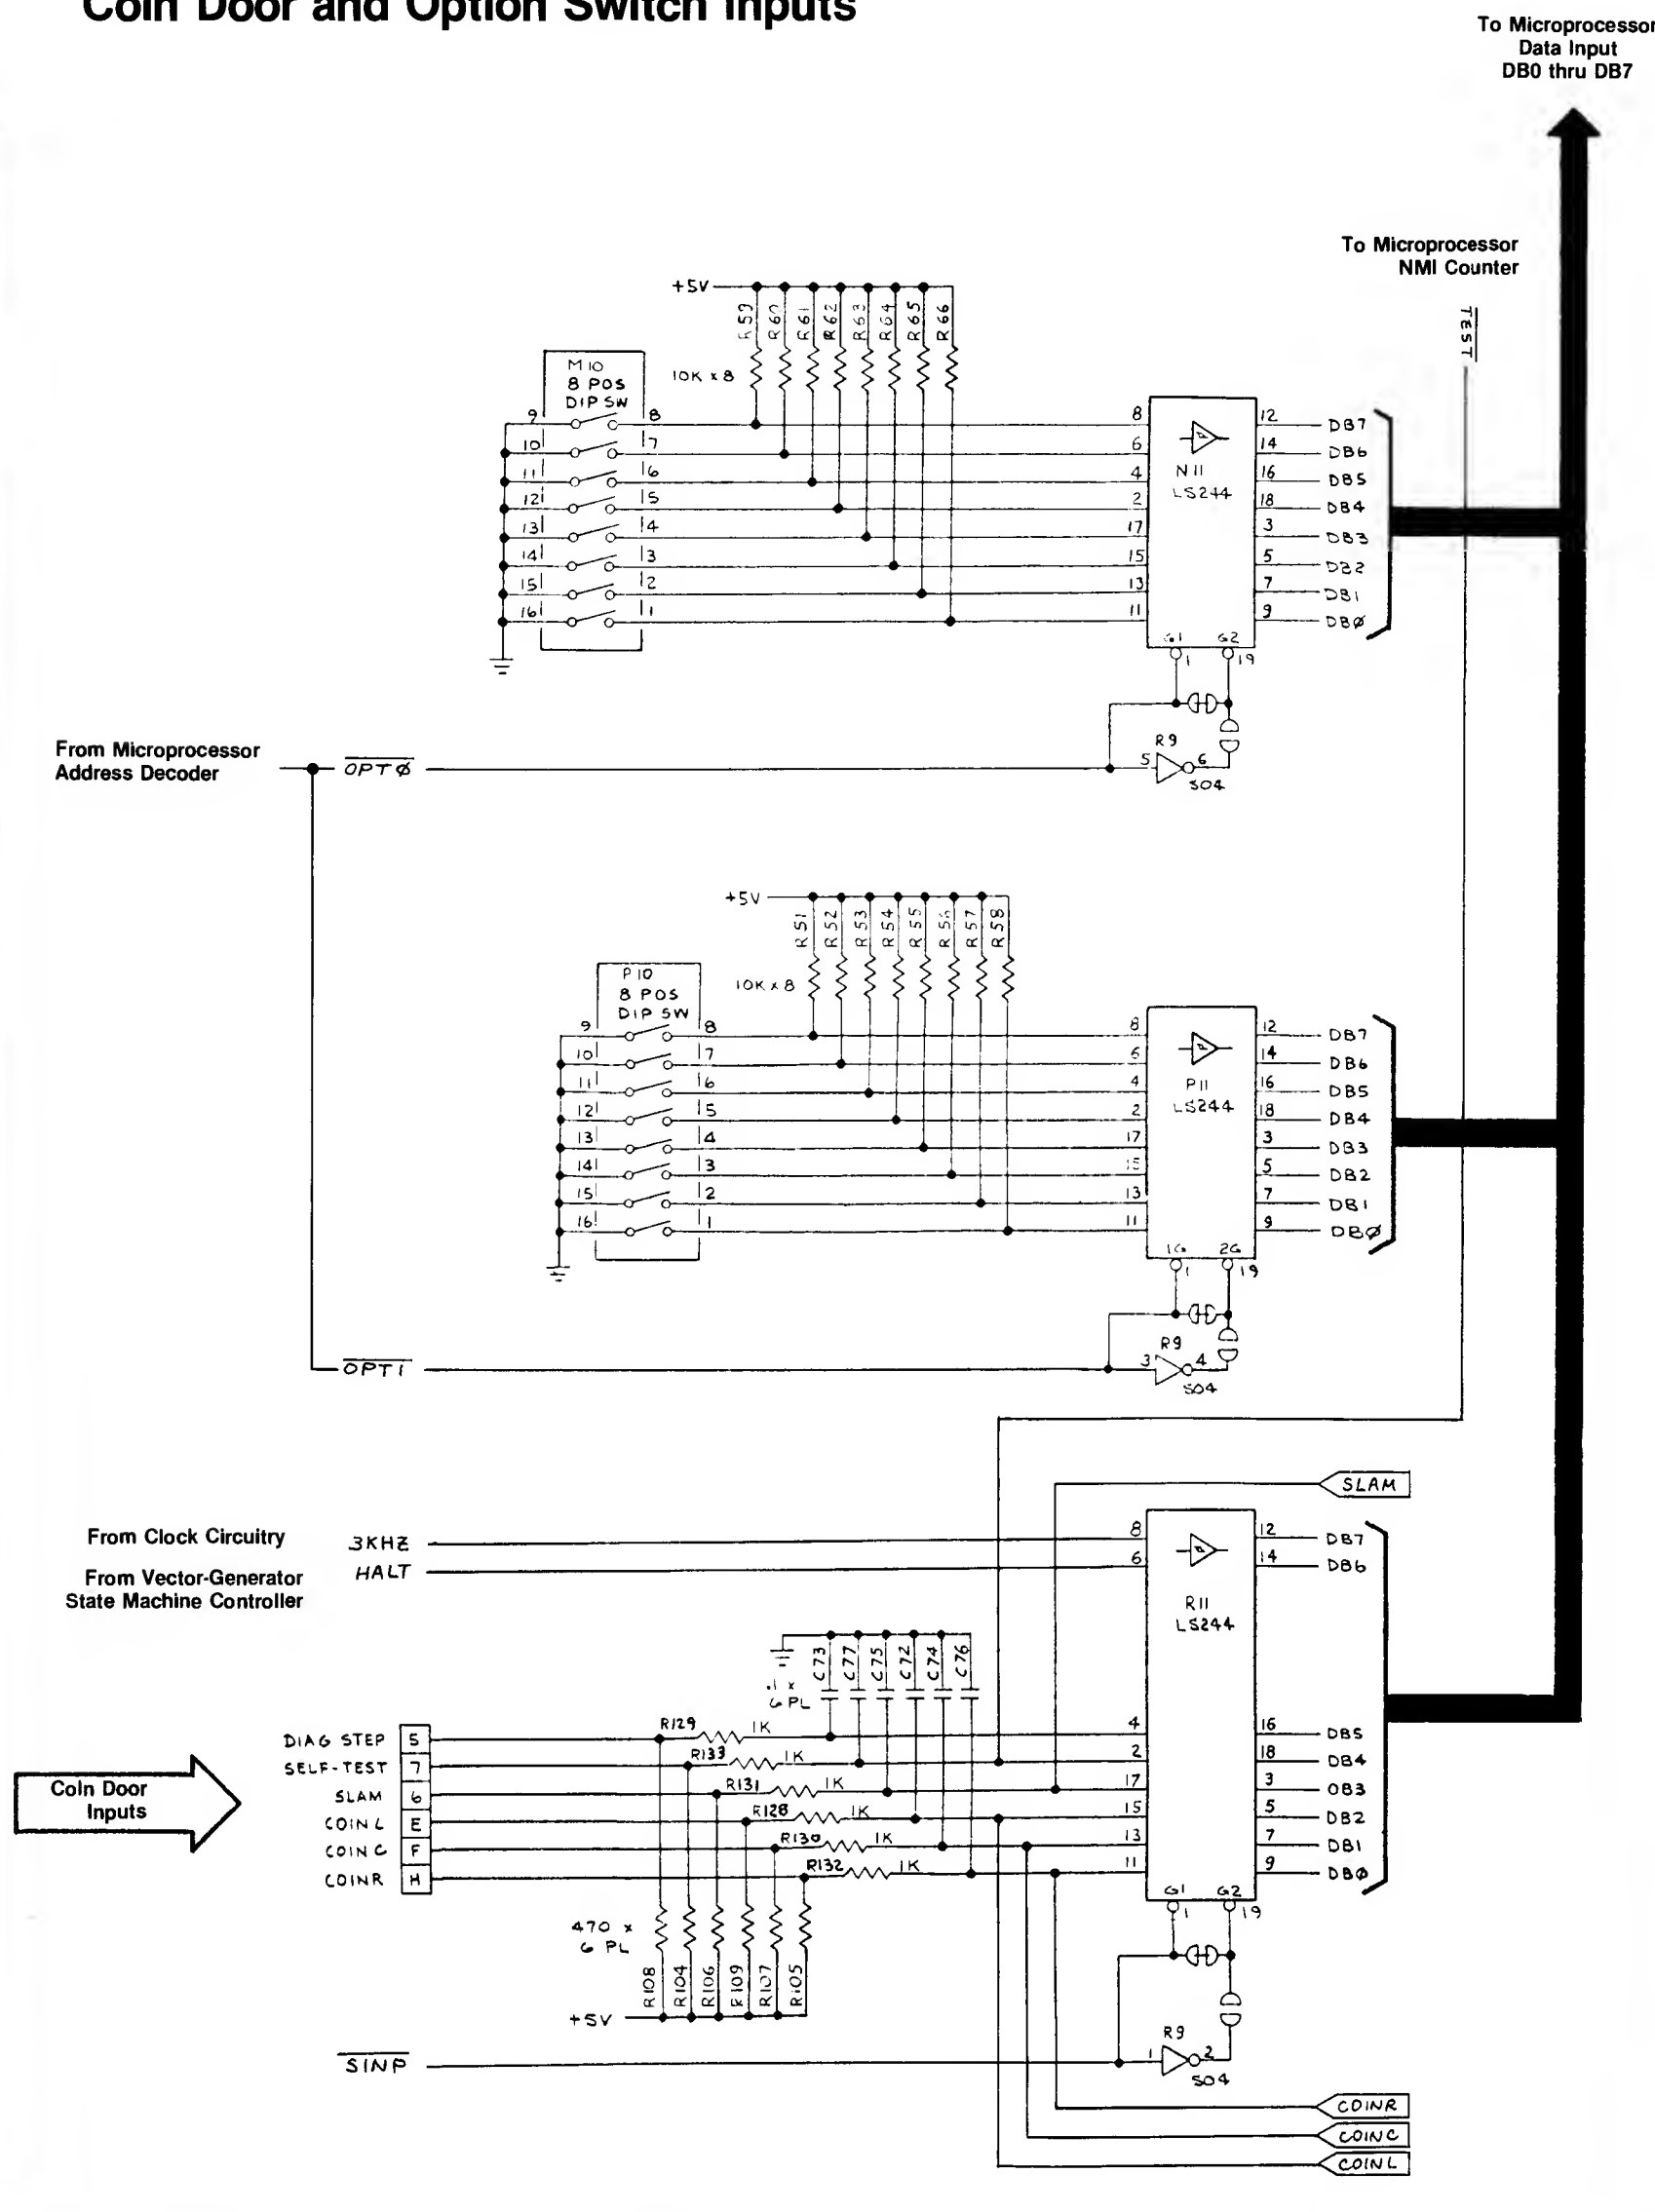 Coin Door and Option Switch Inputs
To Microprocessor
Data Input
DB0 thru DB7
To Microprocessor
NMI Counter
TEST
+5V
R59
R60
R61
R62
R63
R64
R65
R66
10K x 8
M10
8 POS
DIP SW
9 8
10 7
11 6
12 5
13 4
14 3
15 2
16 1
8 12 DB7
6 14 DB6
4 16 DB5
2 18 DB4
17 3 DB3
15 5 DB2
13 7 DB1
11 9 DBØ
N11
LS244
G1 G2
1 19
From Microprocessor
Address Decoder
OPTØ
R9
5 6
S04
+5V
R51
R52
R53
R54
R55
R56
R57
R58
10K x 8
P10
8 POS
DIP SW
9 8
10 7
11 6
12 5
13 4
14 3
15 2
16 1
8 12 DB7
6 14 DB6
4 16 DB5
2 18 DB4
17 3 DB3
15 5 DB2
13 7 DB1
11 9 DBØ
P11
LS244
1G 2G
1 19
OPT1
R9
3 4
S04
SLAM
From Clock Circuitry
3KHZ
8 12 DB7
From Vector-Generator
State Machine Controller
HALT
6 14 DB6
R11
LS244
C73
C77
C75
C72
C74
C76
.1 x
6 PL
Coin Door
Inputs
DIAG STEP 5 R129 1K 4 16 DB5
SELF-TEST 7 R133 1K 2 18 DB4
SLAM 6 R131 1K 17 3 DB3
COIN L E R128 1K 15 5 DB2
COIN C F R130 1K 13 7 DB1
COINR H R132 1K 11 9 DBØ
G1 G2
1 19
470 x
6 PL
R108
R104
R106
R109
R107
R105
+5V
SINP
R9
1 2
S04
COINR
COINC
COINL